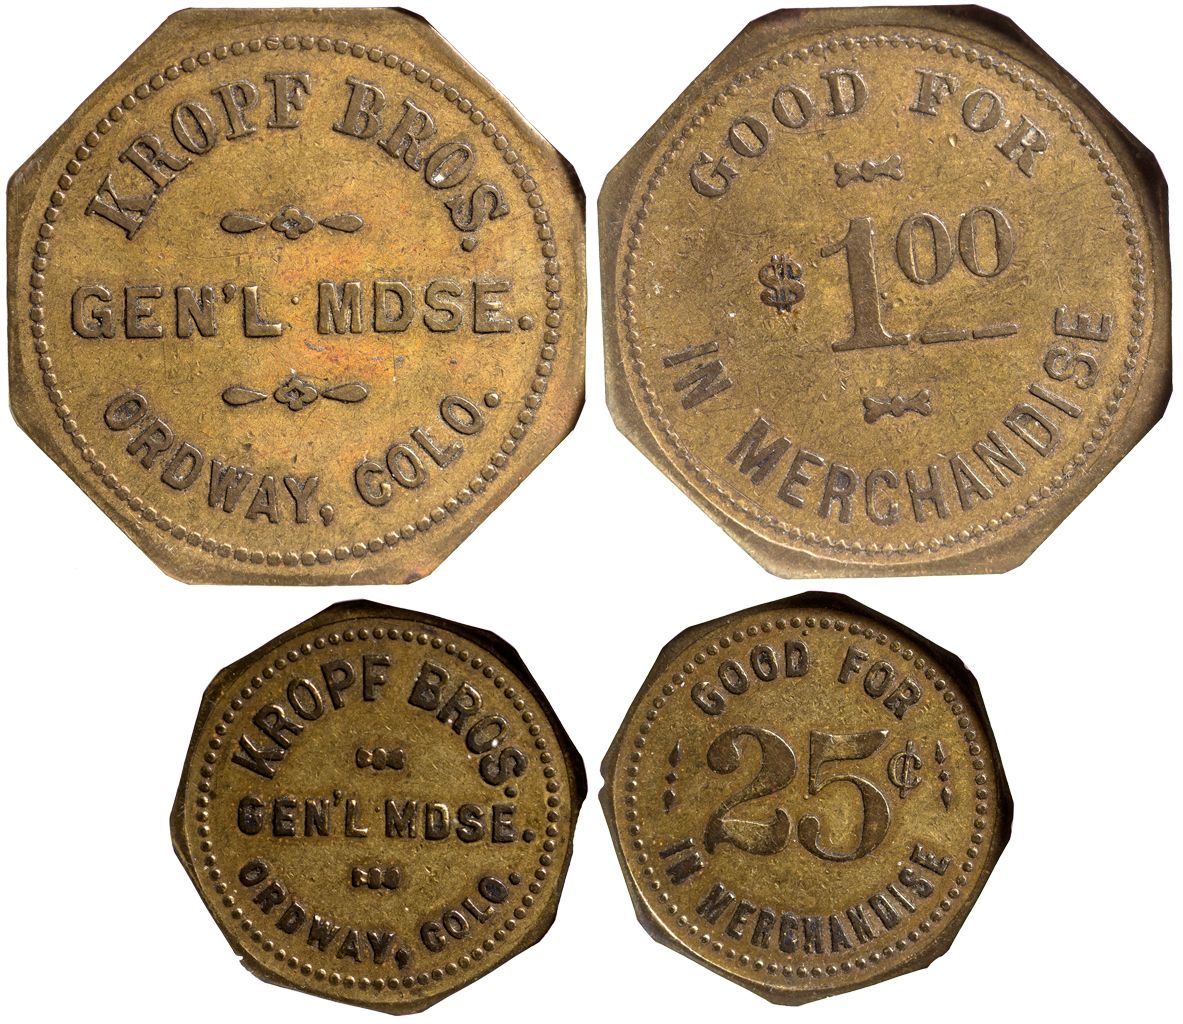 KROPF BROS.
GEN'L MDSE.
ORDWAY, COLO.
GOOD FOR
$1.00
IN MERCHANDISE
KROPF BROS.
GEN'L MDSE.
ORDWAY, COLO.
GOOD FOR
25¢
IN MERCHANDISE